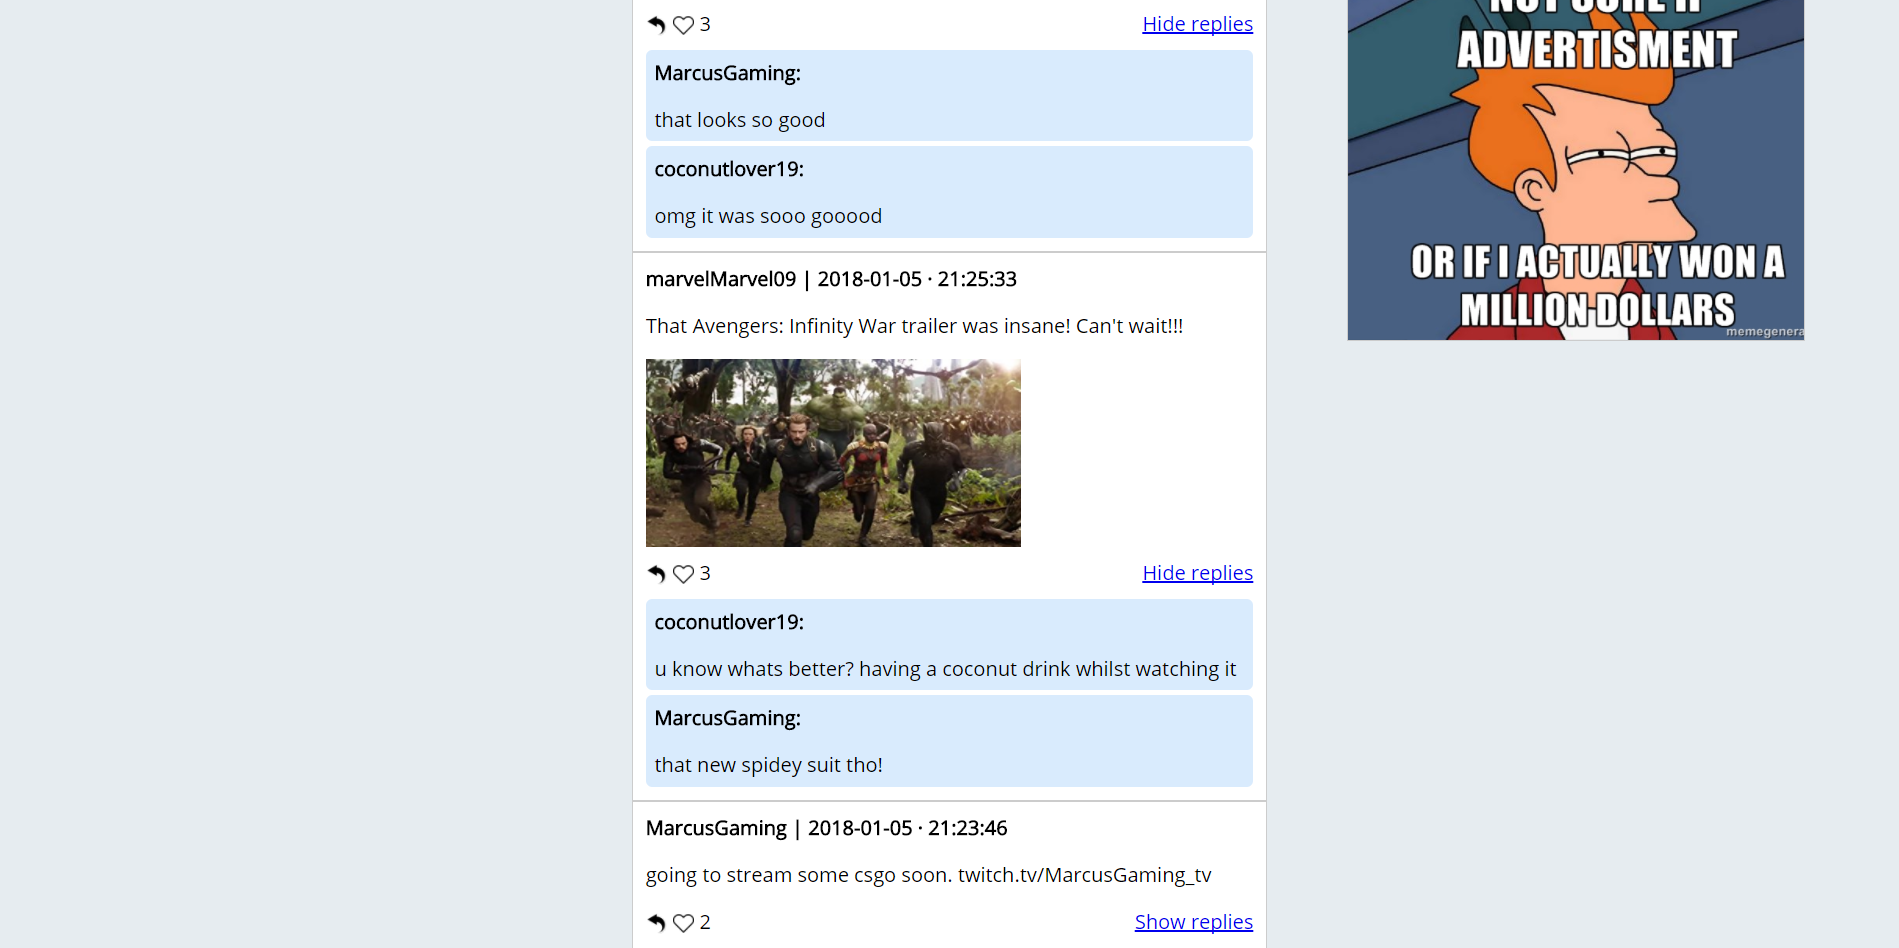 3 Hide replies
MarcusGaming:
that looks so good
coconutlover19:
omg it was sooo gooood
marvelMarvel09 | 2018-01-05 · 21:25:33
That Avengers: Infinity War trailer was insane! Can't wait!!!
3 Hide replies
coconutlover19:
u know whats better? having a coconut drink whilst watching it
MarcusGaming:
that new spidey suit tho!
MarcusGaming | 2018-01-05 · 21:23:46
going to stream some csgo soon. twitch.tv/MarcusGaming_tv
2 Show replies
NOT SURE IF
ADVERTISMENT
OR IF I ACTUALLY WON A
MILLION DOLLARS
memegenera